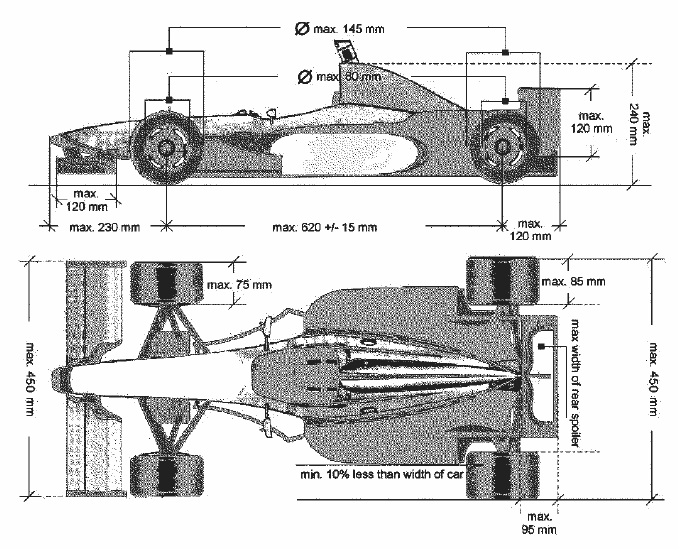 Ø max. 145 mm
Ø max. 80 mm
max.
240 mm
max.
120 mm
max.
120 mm
max. 230 mm
max. 620 +/- 15 mm
max.
120 mm
max. 75 mm
max. 85 mm
max. 450 mm
max width of rear spoiler
max. 450 mm
min. 10% less than width of car
max.
95 mm